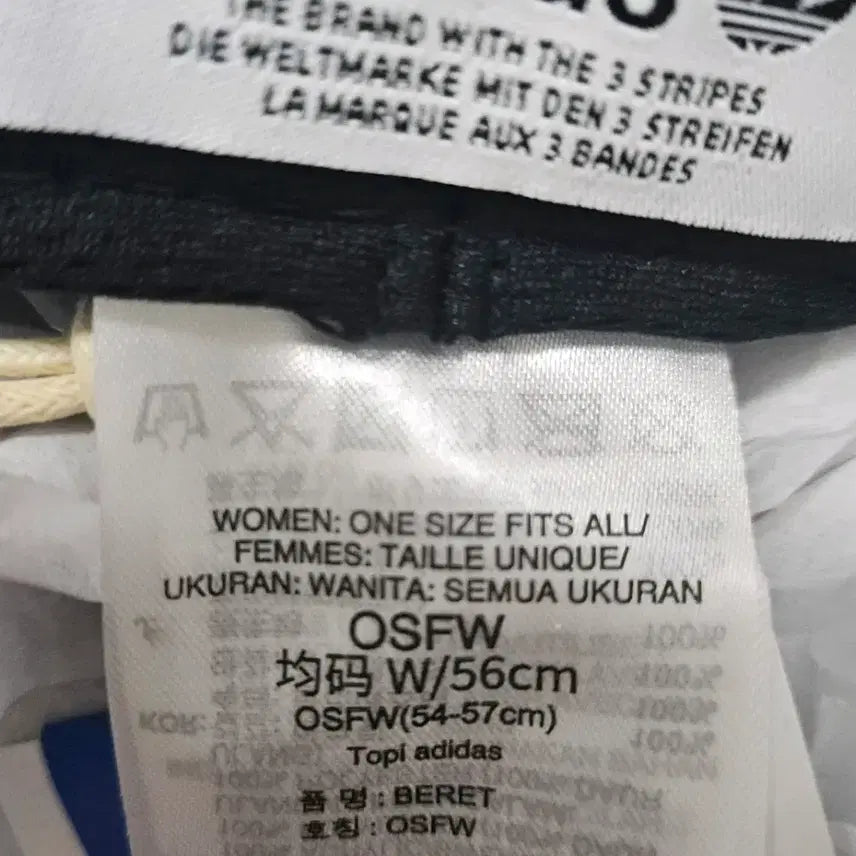 THE BRAND WITH THE 3 STRIPES
DIE WELTMARKE MIT DEN 3 STREIFEN
LA MARQUE AUX 3 BANDES
WOMEN: ONE SIZE FITS ALL/
FEMMES: TAILLE UNIQUE/
UKURAN: WANITA: SEMUA UKURAN
OSFW
均码 W/56cm
OSFW(54-57cm)
Topi adidas
품 명 : BERET
호칭 : OSFW